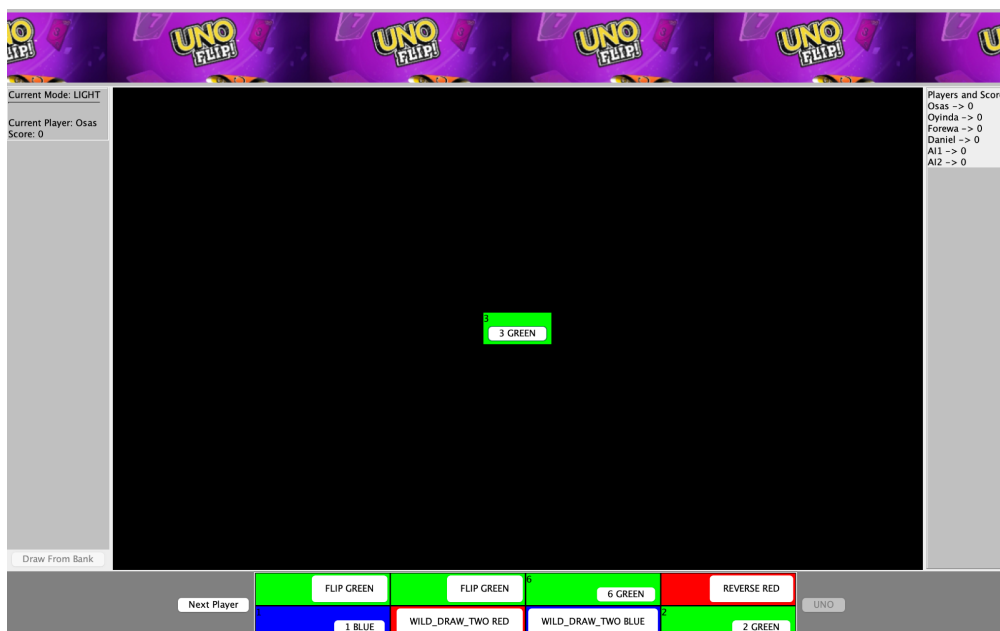 UNO FLIP!
UNO FLIP!
UNO FLIP!
UNO FLIP!
Current Mode: LIGHT
Current Player: Osas
Score: 0
Players and Scor
Osas -> 0
Oyinda -> 0
Forewa -> 0
Daniel -> 0
AI1 -> 0
AI2 -> 0
3
3 GREEN
Draw From Bank
Next Player
FLIP GREEN
FLIP GREEN
6
6 GREEN
REVERSE RED
UNO
1 BLUE
WILD_DRAW_TWO RED
WILD_DRAW_TWO BLUE
2
2 GREEN